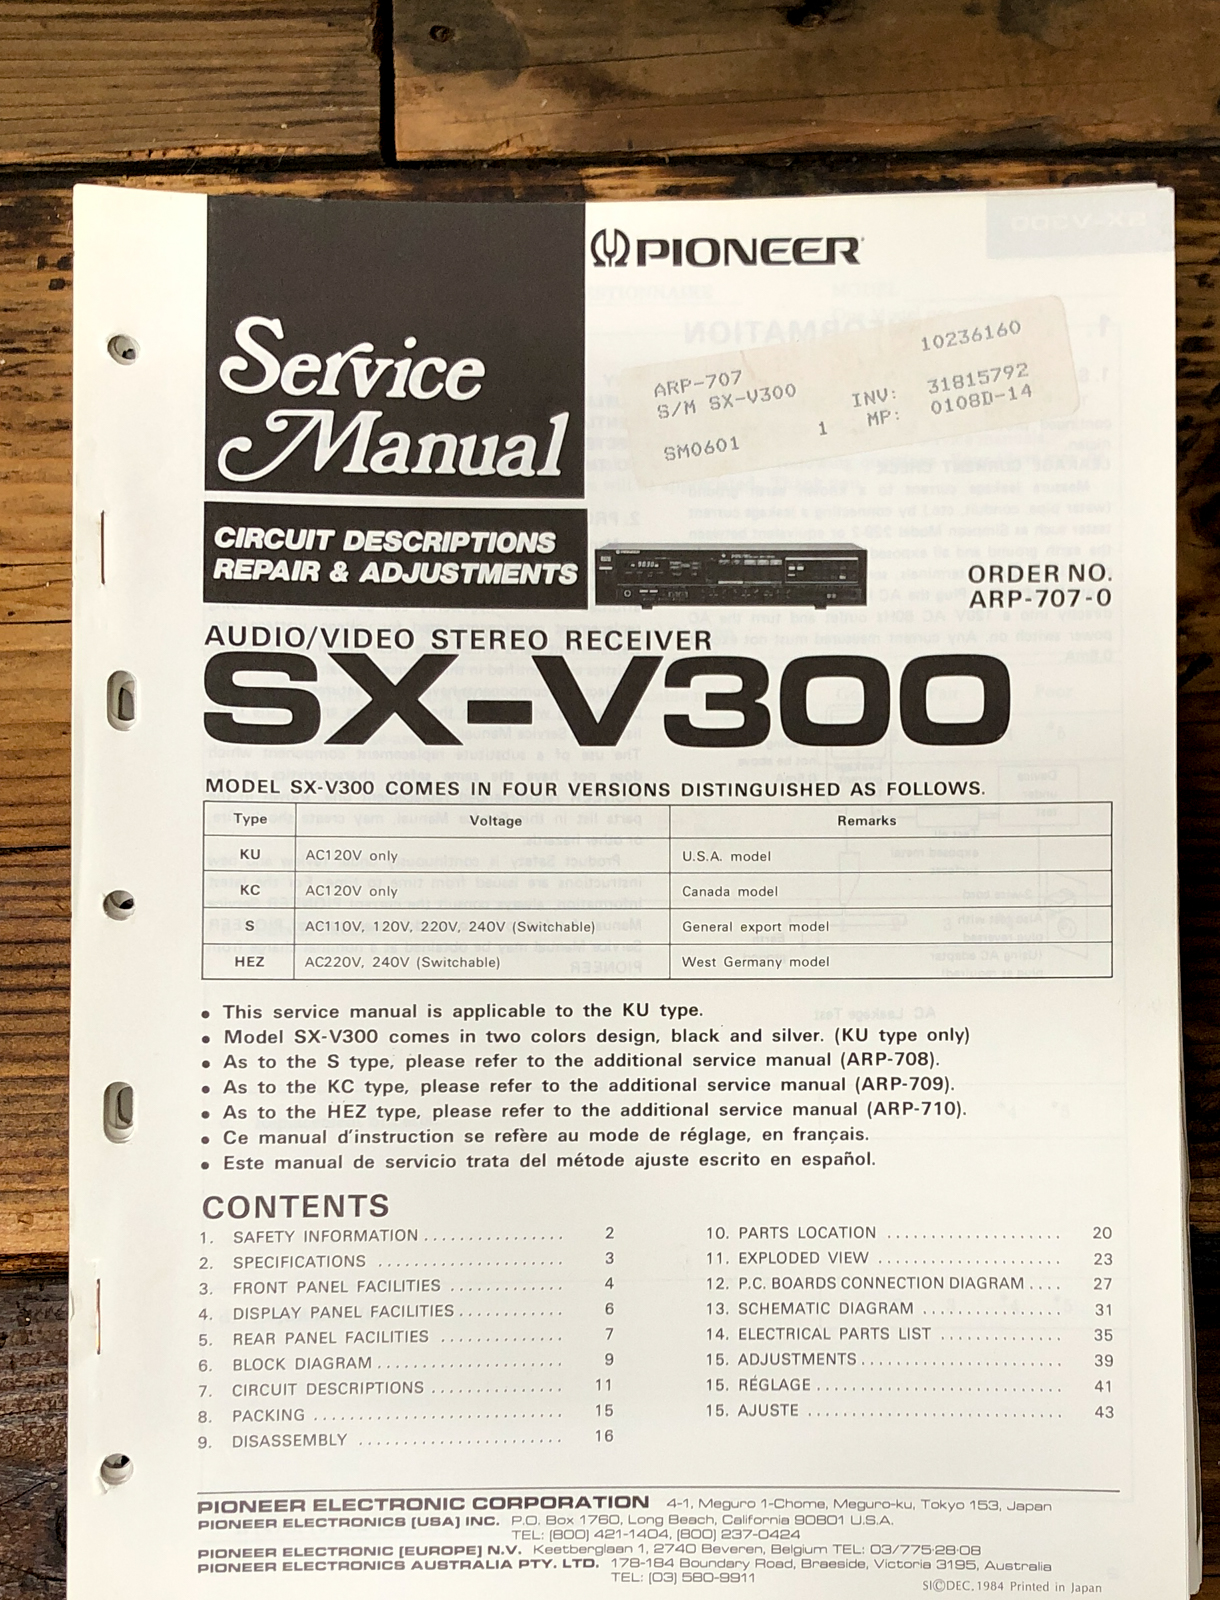 PIONEER
Service
Manual
10236160
ARP-707
S/M SX-V300
INV: 31815792
SM0601 1 MP: 0108D-14
CIRCUIT DESCRIPTIONS
REPAIR & ADJUSTMENTS
ORDER NO.
ARP-707-0
AUDIO/VIDEO STEREO RECEIVER
SX-V300
MODEL SX-V300 COMES IN FOUR VERSIONS DISTINGUISHED AS FOLLOWS.
Type Voltage Remarks
KU AC120V only U.S.A. model
KC AC120V only Canada model
S AC110V, 120V, 220V, 240V (Switchable) General export model
HEZ AC220V, 240V (Switchable) West Germany model
• This service manual is applicable to the KU type.
• Model SX-V300 comes in two colors design, black and silver. (KU type only)
• As to the S type, please refer to the additional service manual (ARP-708).
• As to the KC type, please refer to the additional service manual (ARP-709).
• As to the HEZ type, please refer to the additional service manual (ARP-710).
• Ce manual d'instruction se refère au mode de réglage, en français.
• Este manual de servicio trata del métode ajuste escrito en español.
CONTENTS
1. SAFETY INFORMATION ................ 2
2. SPECIFICATIONS .................... 3
3. FRONT PANEL FACILITIES ............ 4
4. DISPLAY PANEL FACILITIES ........... 6
5. REAR PANEL FACILITIES ............. 7
6. BLOCK DIAGRAM .................... 9
7. CIRCUIT DESCRIPTIONS .............. 11
8. PACKING .......................... 15
9. DISASSEMBLY ...................... 16
10. PARTS LOCATION ................... 20
11. EXPLODED VIEW ................... 23
12. P.C. BOARDS CONNECTION DIAGRAM .... 27
13. SCHEMATIC DIAGRAM .............. 31
14. ELECTRICAL PARTS LIST ............. 35
15. ADJUSTMENTS .................... 39
15. RÉGLAGE ......................... 41
15. AJUSTE .......................... 43
PIONEER ELECTRONIC CORPORATION 4-1, Meguro 1-Chome, Meguro-ku, Tokyo 153, Japan
PIONEER ELECTRONICS [USA] INC. P.O. Box 1760, Long Beach, California 90801 U.S.A.
TEL: [800] 421-1404, [800] 237-0424
PIONEER ELECTRONIC [EUROPE] N.V. Keetberglaan 1, 2740 Beveren, Belgium TEL: 03/775·28·08
PIONEER ELECTRONICS AUSTRALIA PTY. LTD. 178-184 Boundary Road, Braeside, Victoria 3195, Australia
TEL: [03] 580-9911
SI©DEC. 1984 Printed in Japan